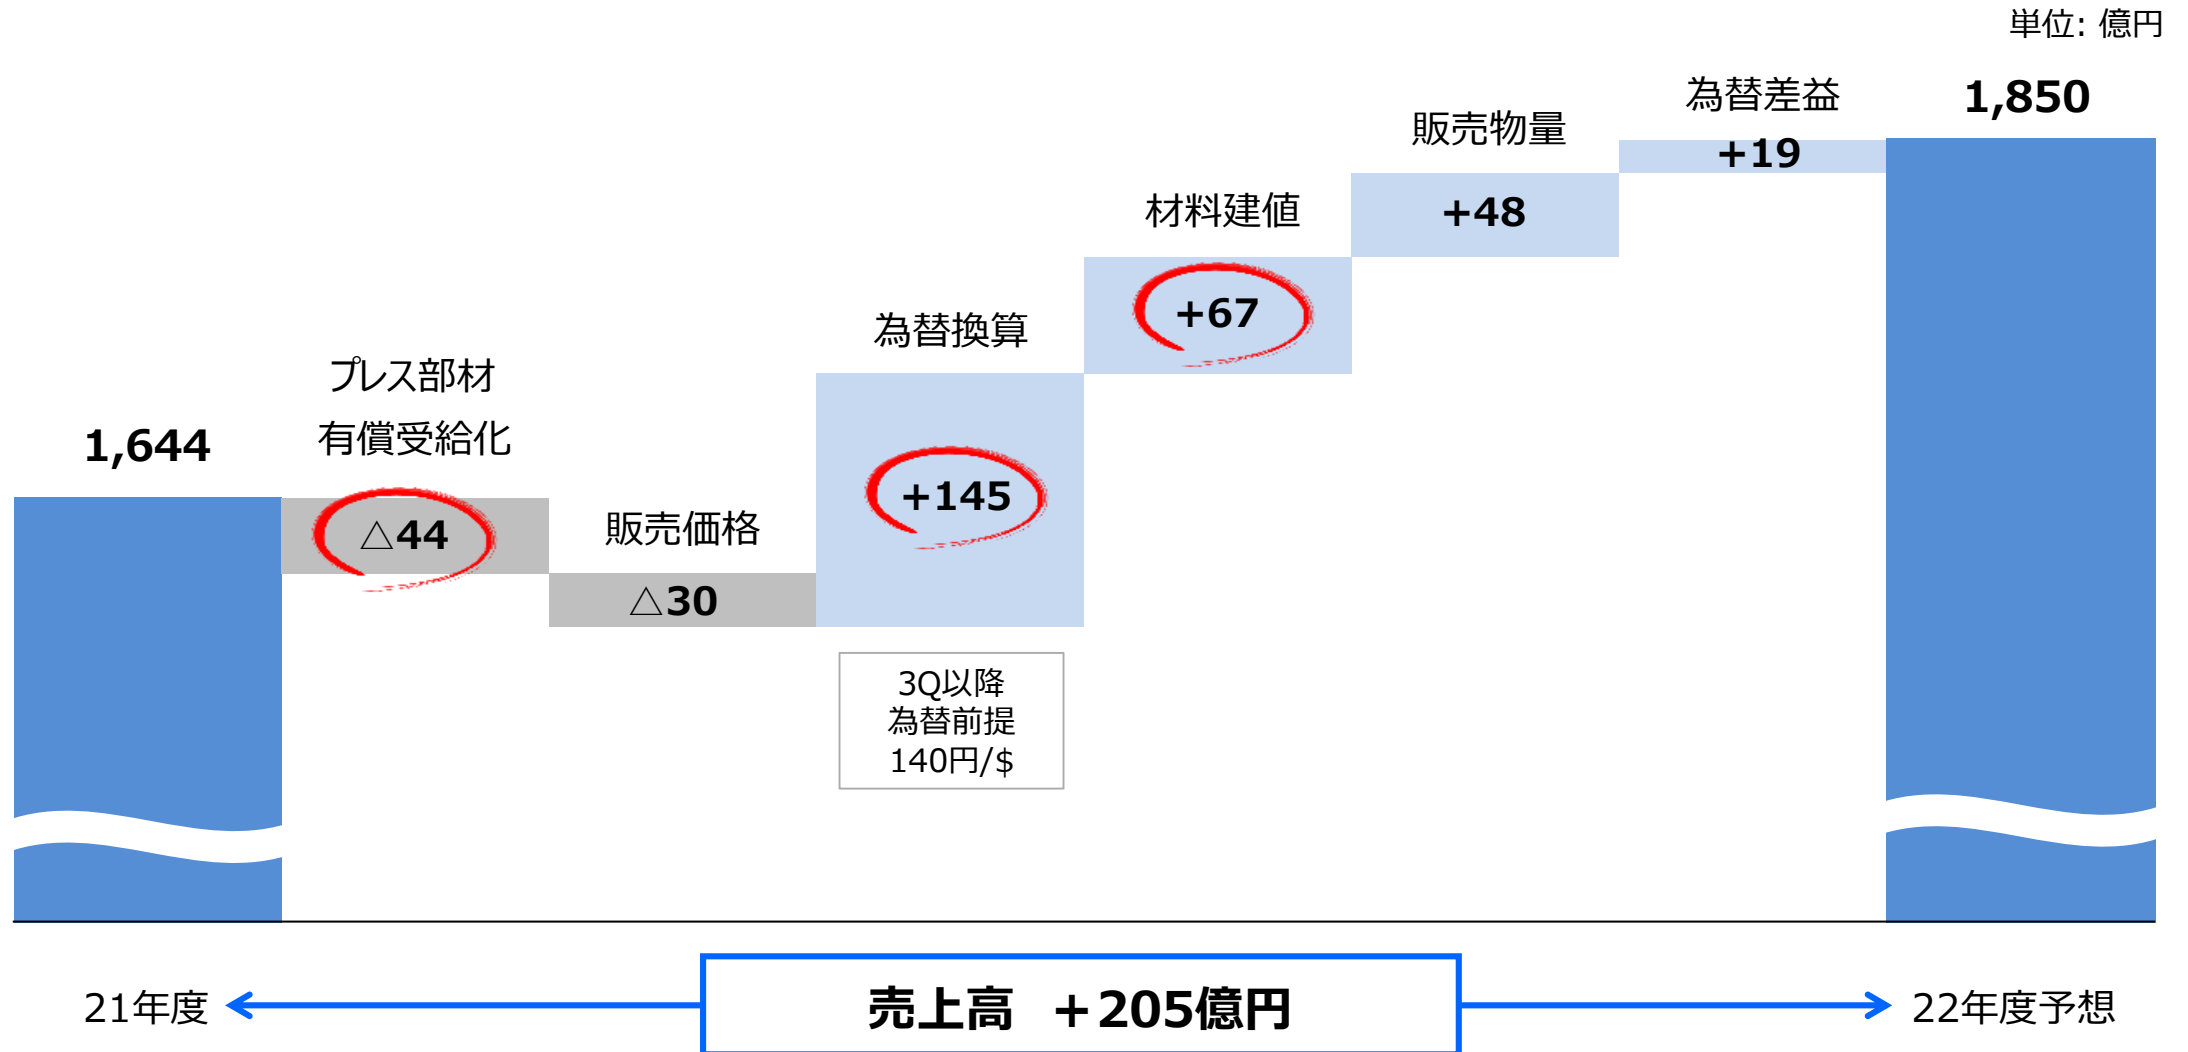 単位: 億円
1,644
プレス部材
有償受給化
△44
販売価格
△30
為替換算
+145
3Q以降
為替前提
140円/$
材料建値
+67
販売物量
+48
為替差益
+19
1,850
21年度
売上高 +205億円
22年度予想